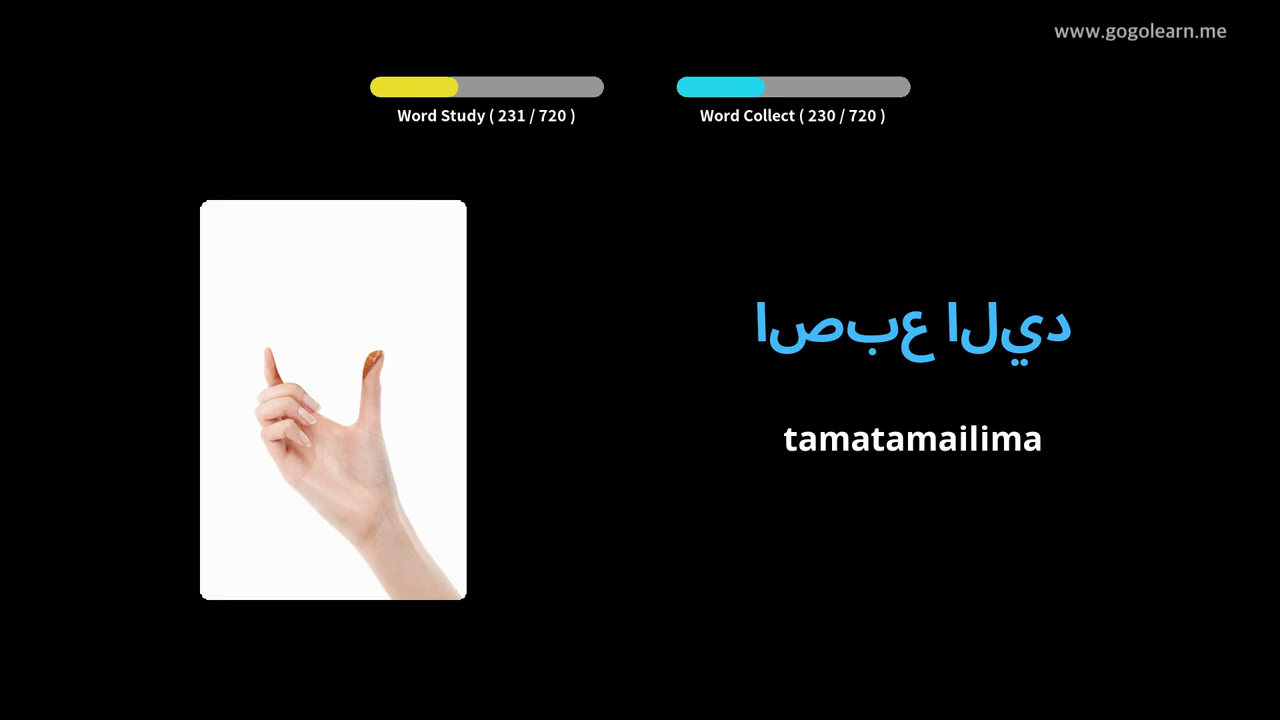 www.gogolearn.me
Word Study ( 231 / 720 )
Word Collect ( 230 / 720 )
اصبع اليد
tamatamailima